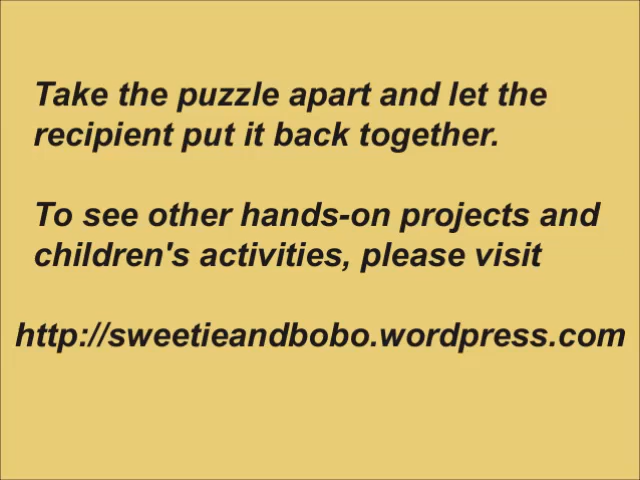 Take the puzzle apart and let the
recipient put it back together.
To see other hands-on projects and
children's activities, please visit
http://sweetieandbobo.wordpress.com